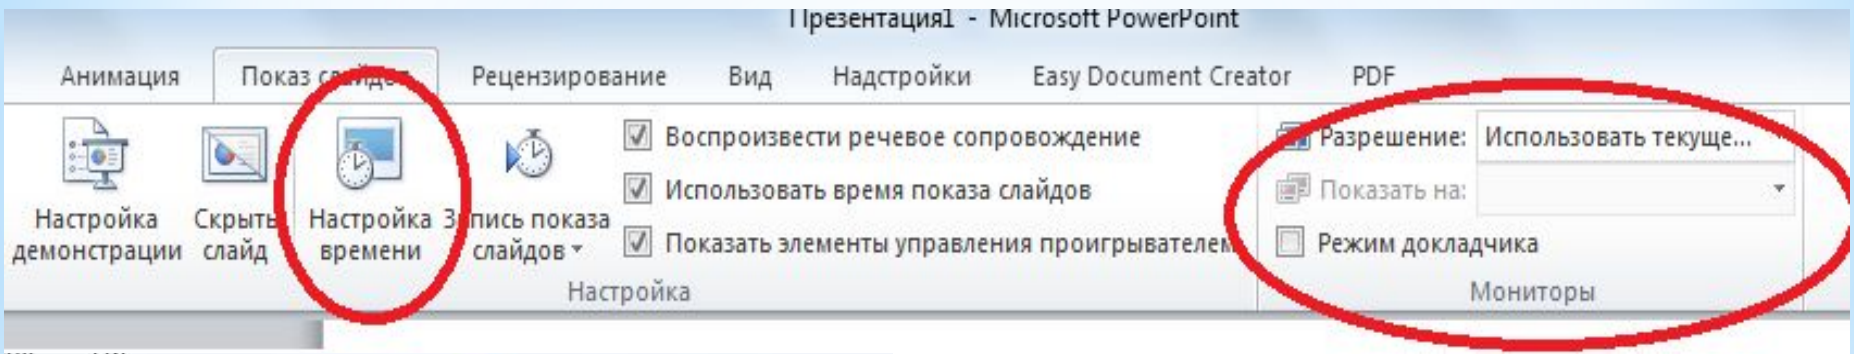 Презентация1 - Microsoft PowerPoint
Анимация Показ слайдов Рецензирование Вид Надстройки Easy Document Creator PDF
Настройка демонстрации
Скрыть слайд
Настройка времени
Запись показа слайдов
Воспроизвести речевое сопровождение
Использовать время показа слайдов
Показать элементы управления проигрывателем
Настройка
Разрешение: Использовать текуще...
Показать на:
Режим докладчика
Мониторы